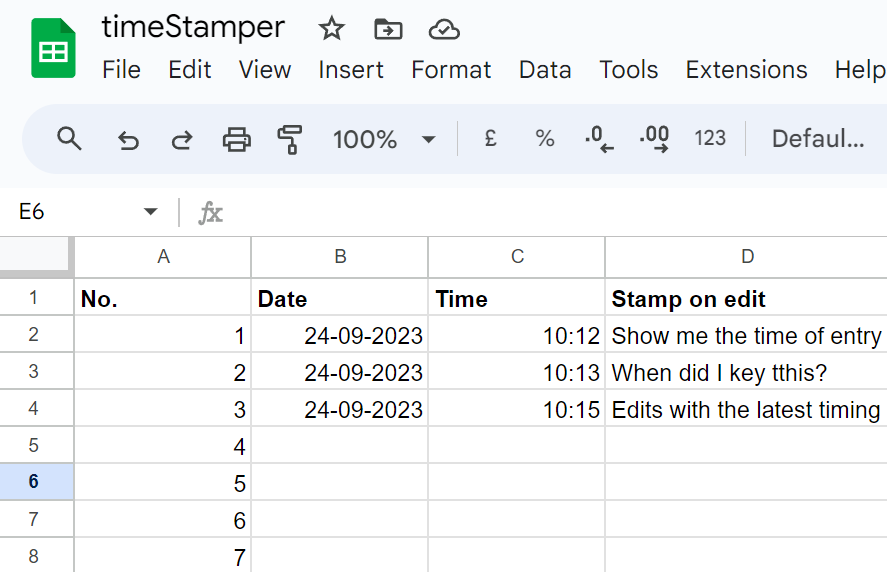 timeStamper
File Edit View Insert Format Data Tools Extensions Help
100% £ % .0 .00 123 Defaul...
E6 fx
A B C D
1 No. Date Time Stamp on edit
2 1 24-09-2023 10:12 Show me the time of entry
3 2 24-09-2023 10:13 When did I key tthis?
4 3 24-09-2023 10:15 Edits with the latest timing
5 4
6 5
7 6
8 7